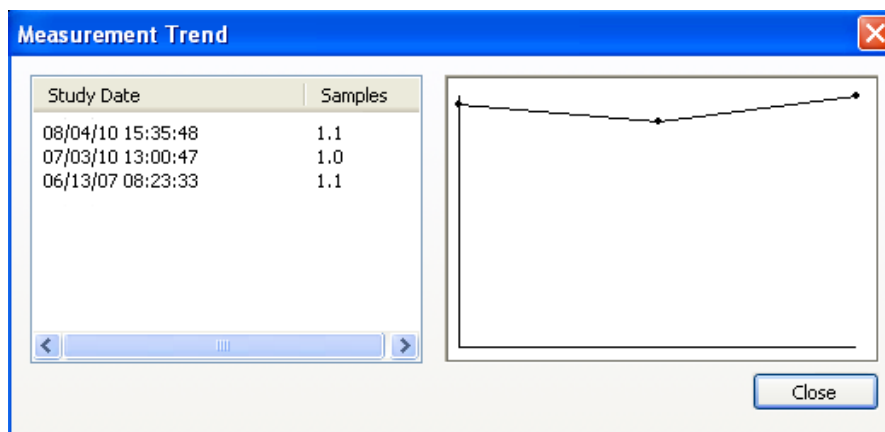 Measurement Trend
Study Date Samples
08/04/10 15:35:48 1.1
07/03/10 13:00:47 1.0
06/13/07 08:23:33 1.1
Close